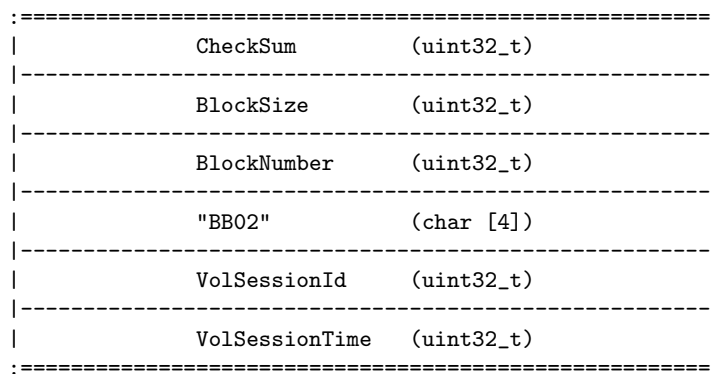 :=======================================================
|              CheckSum         (uint32_t)
|-------------------------------------------------------
|              BlockSize        (uint32_t)
|-------------------------------------------------------
|              BlockNumber      (uint32_t)
|-------------------------------------------------------
|              "BB02"           (char [4])
|-------------------------------------------------------
|              VolSessionId     (uint32_t)
|-------------------------------------------------------
|              VolSessionTime   (uint32_t)
:=======================================================